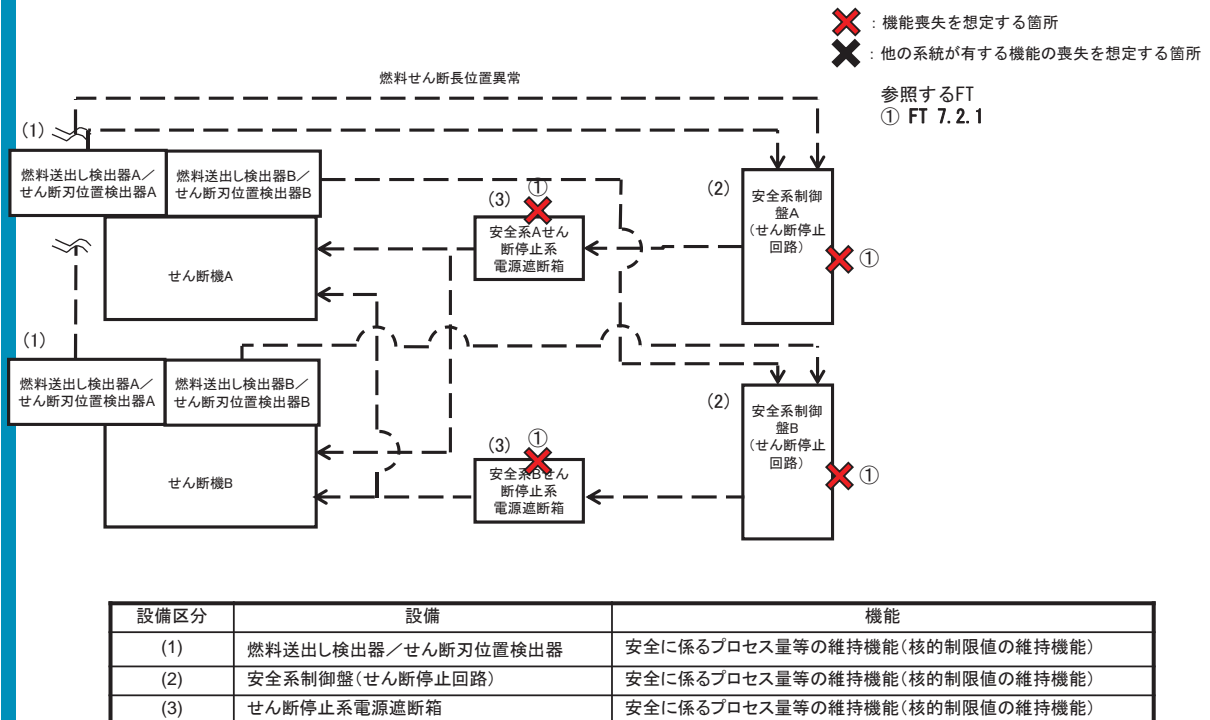 ：機能喪失を想定する箇所
：他の系統が有する機能の喪失を想定する箇所
参照するFT
① FT 7.2.1
燃料せん断長位置異常
(1)
燃料送出し検出器A／
せん断刃位置検出器A
燃料送出し検出器B／
せん断刃位置検出器B
せん断機A
(3)
①
安全系Aせん
断停止系
電源遮断箱
(2)
安全系制御
盤A
（せん断停止
回路）
①
(1)
燃料送出し検出器A／
せん断刃位置検出器A
燃料送出し検出器B／
せん断刃位置検出器B
せん断機B
(3)
①
安全系Bせん
断停止系
電源遮断箱
(2)
安全系制御
盤B
（せん断停止
回路）
①
設備区分 設備 機能
(1) 燃料送出し検出器／せん断刃位置検出器 安全に係るプロセス量等の維持機能（核的制限値の維持機能）
(2) 安全系制御盤（せん断停止回路） 安全に係るプロセス量等の維持機能（核的制限値の維持機能）
(3) せん断停止系電源遮断箱 安全に係るプロセス量等の維持機能（核的制限値の維持機能）